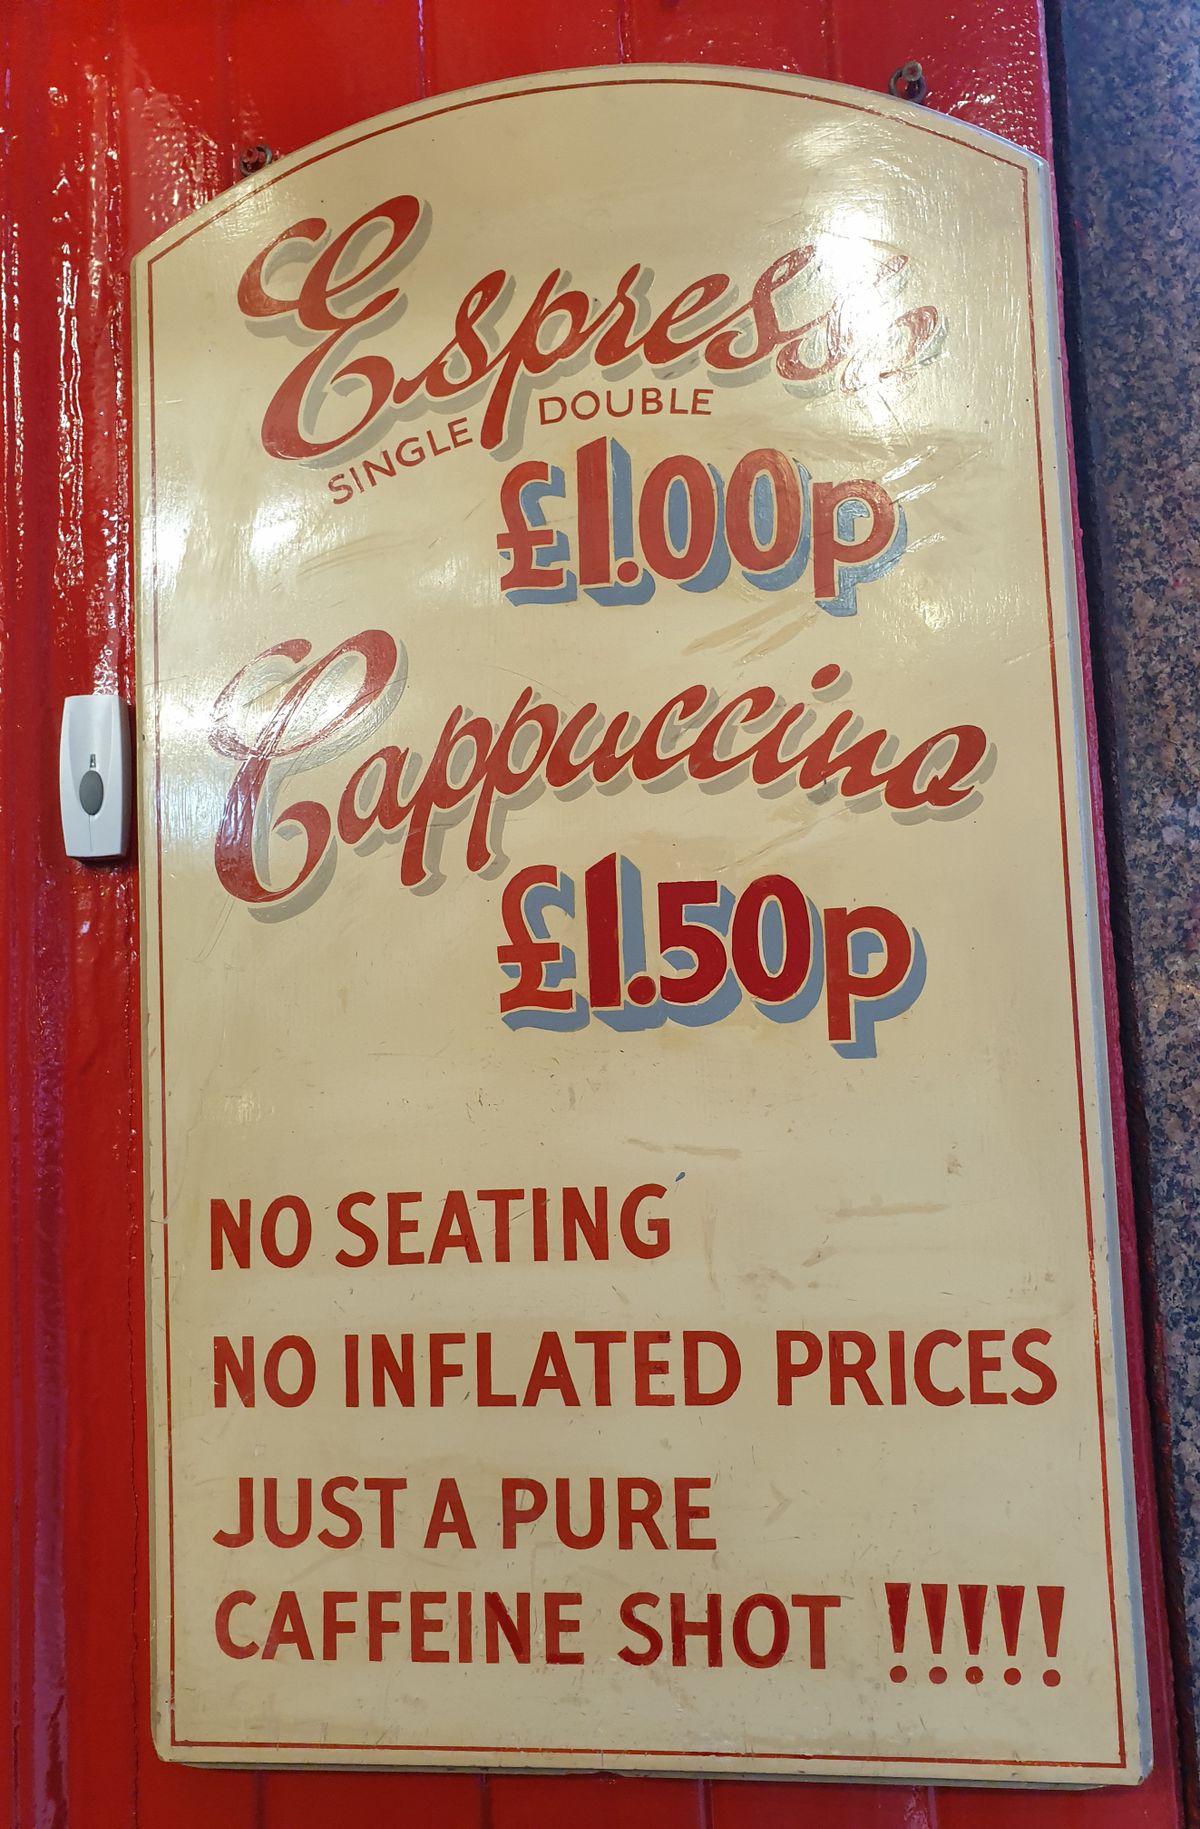 Espresso
SINGLE DOUBLE
£1.00p
Cappuccino
£1.50p
NO SEATING
NO INFLATED PRICES
JUST A PURE
CAFFEINE SHOT !!!!!